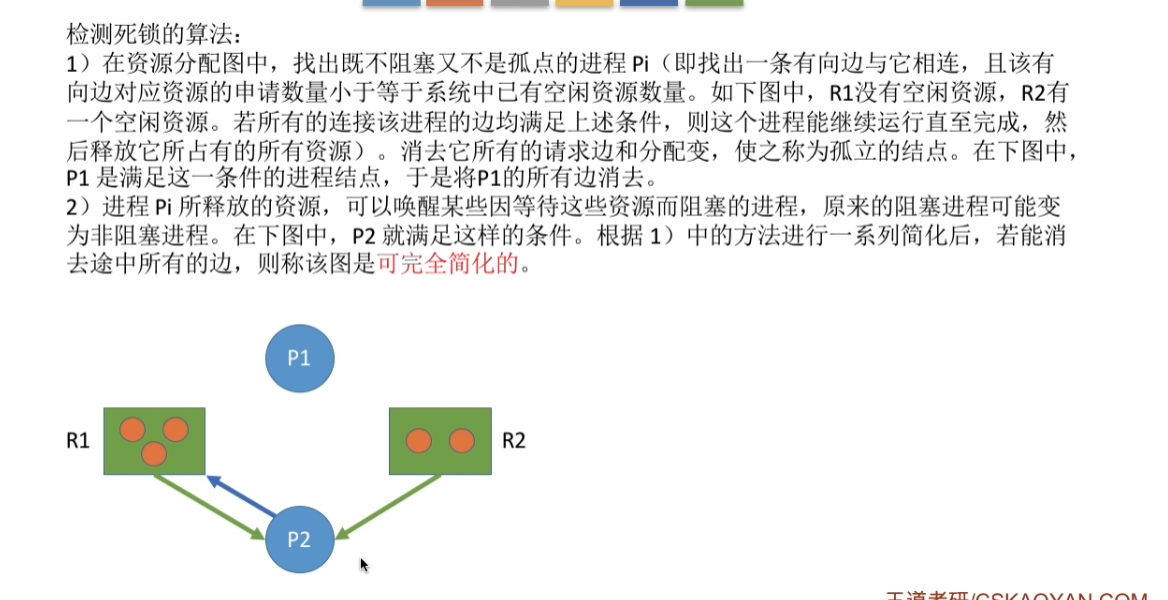 检测死锁的算法：
1）在资源分配图中，找出既不阻塞又不是孤点的进程 Pi（即找出一条有向边与它相连，且该有
向边对应资源的申请数量小于等于系统中已有空闲资源数量。如下图中，R1没有空闲资源，R2有
一个空闲资源。若所有的连接该进程的边均满足上述条件，则这个进程能继续运行直至完成，然
后释放它所占有的所有资源）。消去它所有的请求边和分配变，使之称为孤立的结点。在下图中，
P1 是满足这一条件的进程结点，于是将P1的所有边消去。
2）进程 Pi 所释放的资源，可以唤醒某些因等待这些资源而阻塞的进程，原来的阻塞进程可能变
为非阻塞进程。在下图中，P2 就满足这样的条件。根据 1）中的方法进行一系列简化后，若能消
去途中所有的边，则称该图是可完全简化的。
P1
R1
R2
P2
王道考研/CSKAOYAN.COM